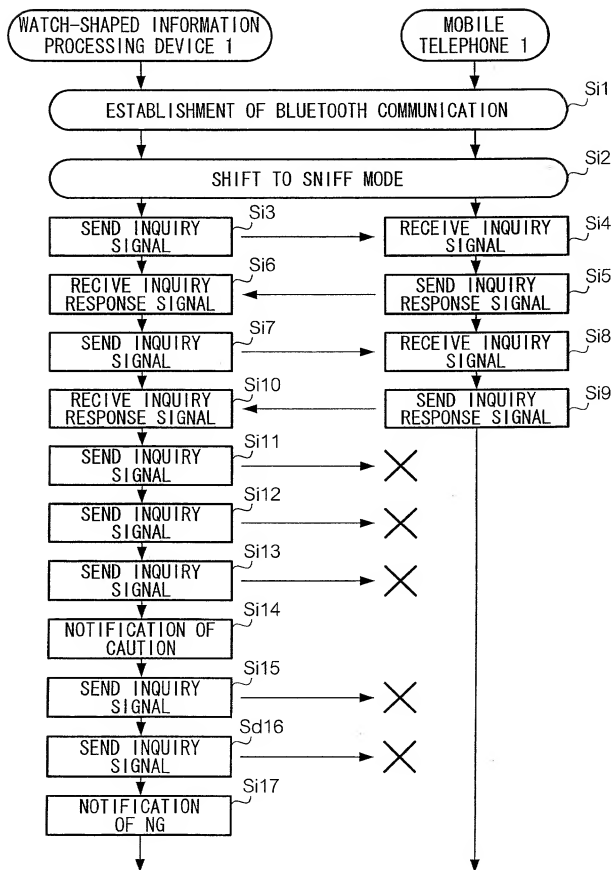 WATCH-SHAPED INFORMATION
PROCESSING DEVICE 1
MOBILE
TELEPHONE 1
Si1
ESTABLISHMENT OF BLUETOOTH COMMUNICATION
Si2
SHIFT TO SNIFF MODE
Si3
SEND INQUIRY
SIGNAL
Si4
RECEIVE INQUIRY
SIGNAL
Si6
RECIVE INQUIRY
RESPONSE SIGNAL
Si5
SEND INQUIRY
RESPONSE SIGNAL
Si7
SEND INQUIRY
SIGNAL
Si8
RECEIVE INQUIRY
SIGNAL
Si10
RECIVE INQUIRY
RESPONSE SIGNAL
Si9
SEND INQUIRY
RESPONSE SIGNAL
Si11
SEND INQUIRY
SIGNAL
Si12
SEND INQUIRY
SIGNAL
Si13
SEND INQUIRY
SIGNAL
Si14
NOTIFICATION OF
CAUTION
Si15
SEND INQUIRY
SIGNAL
Sd16
SEND INQUIRY
SIGNAL
Si17
NOTIFICATION
OF NG